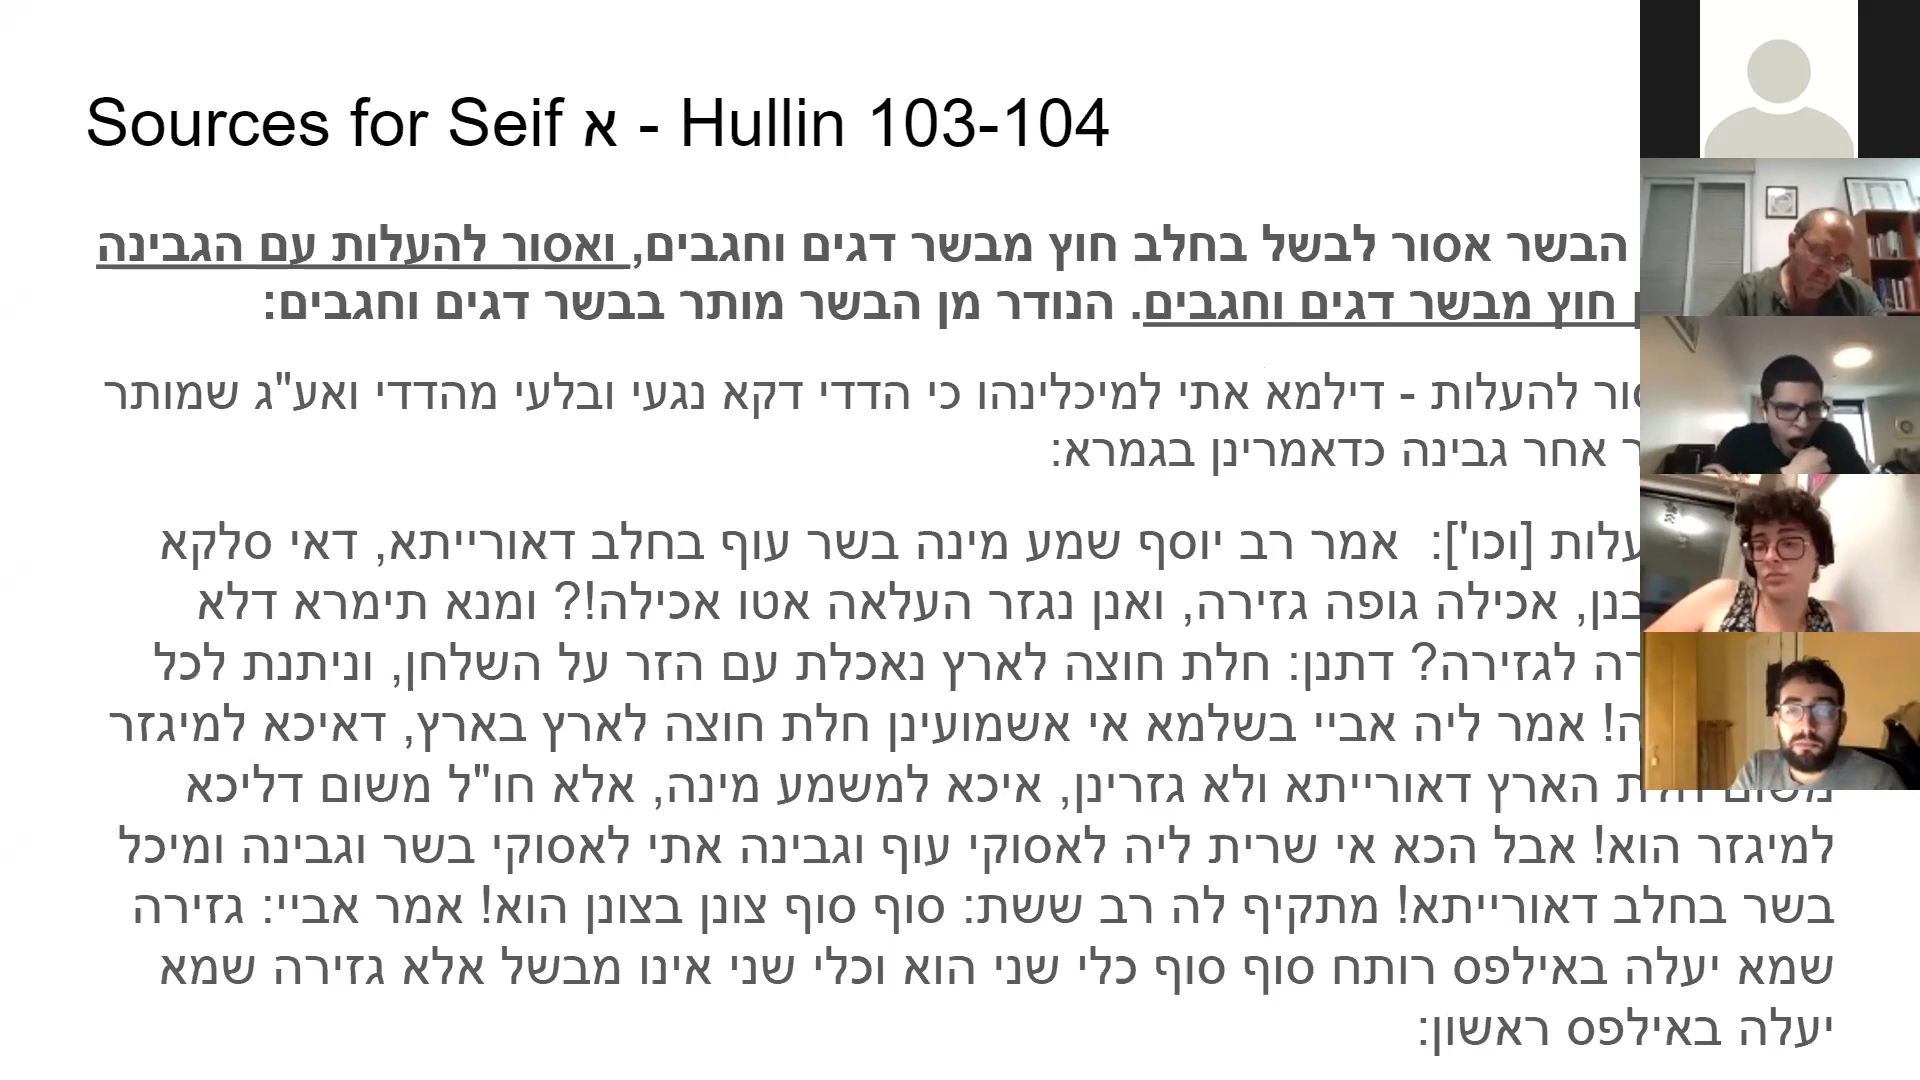 Sources for Seif א - Hullin 103-104
הבשר אסור לבשל בחלב חוץ מבשר דגים וחגבים, ואסור להעלות עם הגבינה
חוץ מבשר דגים וחגבים. הנודר מן הבשר מותר בבשר דגים וחגבים:
להעלות - דילמא אתי למיכלינהו כי הדדי דקא נגעי ובלעי מהדדי ואע"ג שמותר
אחר גבינה כדאמרינן בגמרא:
[וכו']: אמר רב יוסף שמע מינה בשר עוף בחלב דאורייתא, דאי סלקא
אכילה גופה גזירה, ואנן נגזר העלאה אטו אכילה!? ומנא תימרא דלא
לגזירה? דתנן: חלת חוצה לארץ נאכלת עם הזר על השלחן, וניתנת לכל
אמר ליה אביי בשלמא אי אשמועינן חלת חוצה לארץ בארץ, דאיכא למיגזר
הארץ דאורייתא ולא גזרינן, איכא למשמע מינה, אלא חו"ל משום דליכא
למיגזר הוא! אבל הכא אי שרית ליה לאסוקי עוף וגבינה אתי לאסוקי בשר וגבינה ומיכל
בשר בחלב דאורייתא! מתקיף לה רב ששת: סוף סוף צונן בצונן הוא! אמר אביי: גזירה
שמא יעלה באילפס רותח סוף סוף כלי שני הוא וכלי שני אינו מבשל אלא גזירה שמא
יעלה באילפס ראשון: